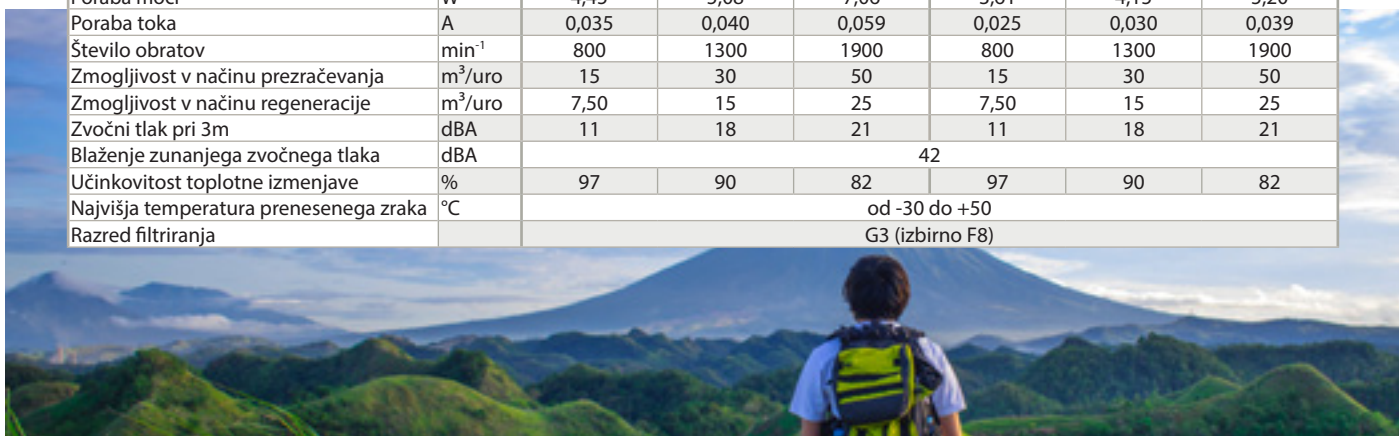 Poraba toka A 0,035 0,040 0,059 0,025 0,030 0,039
Število obratov min⁻¹ 800 1300 1900 800 1300 1900
Zmogljivost v načinu prezračevanja m³/uro 15 30 50 15 30 50
Zmogljivost v načinu regeneracije m³/uro 7,50 15 25 7,50 15 25
Zvočni tlak pri 3m dBA 11 18 21 11 18 21
Blaženje zunanjega zvočnega tlaka dBA 42
Učinkovitost toplotne izmenjave % 97 90 82 97 90 82
Najvišja temperatura prenesenega zraka °C od -30 do +50
Razred filtriranja G3 (izbirno F8)